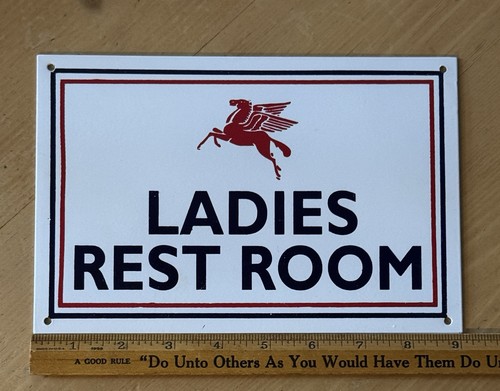 LADIES
REST ROOM
1 2 3 4 5 6 7 8 9
A GOOD RULE "Do Unto Others As You Would Have Them Do U